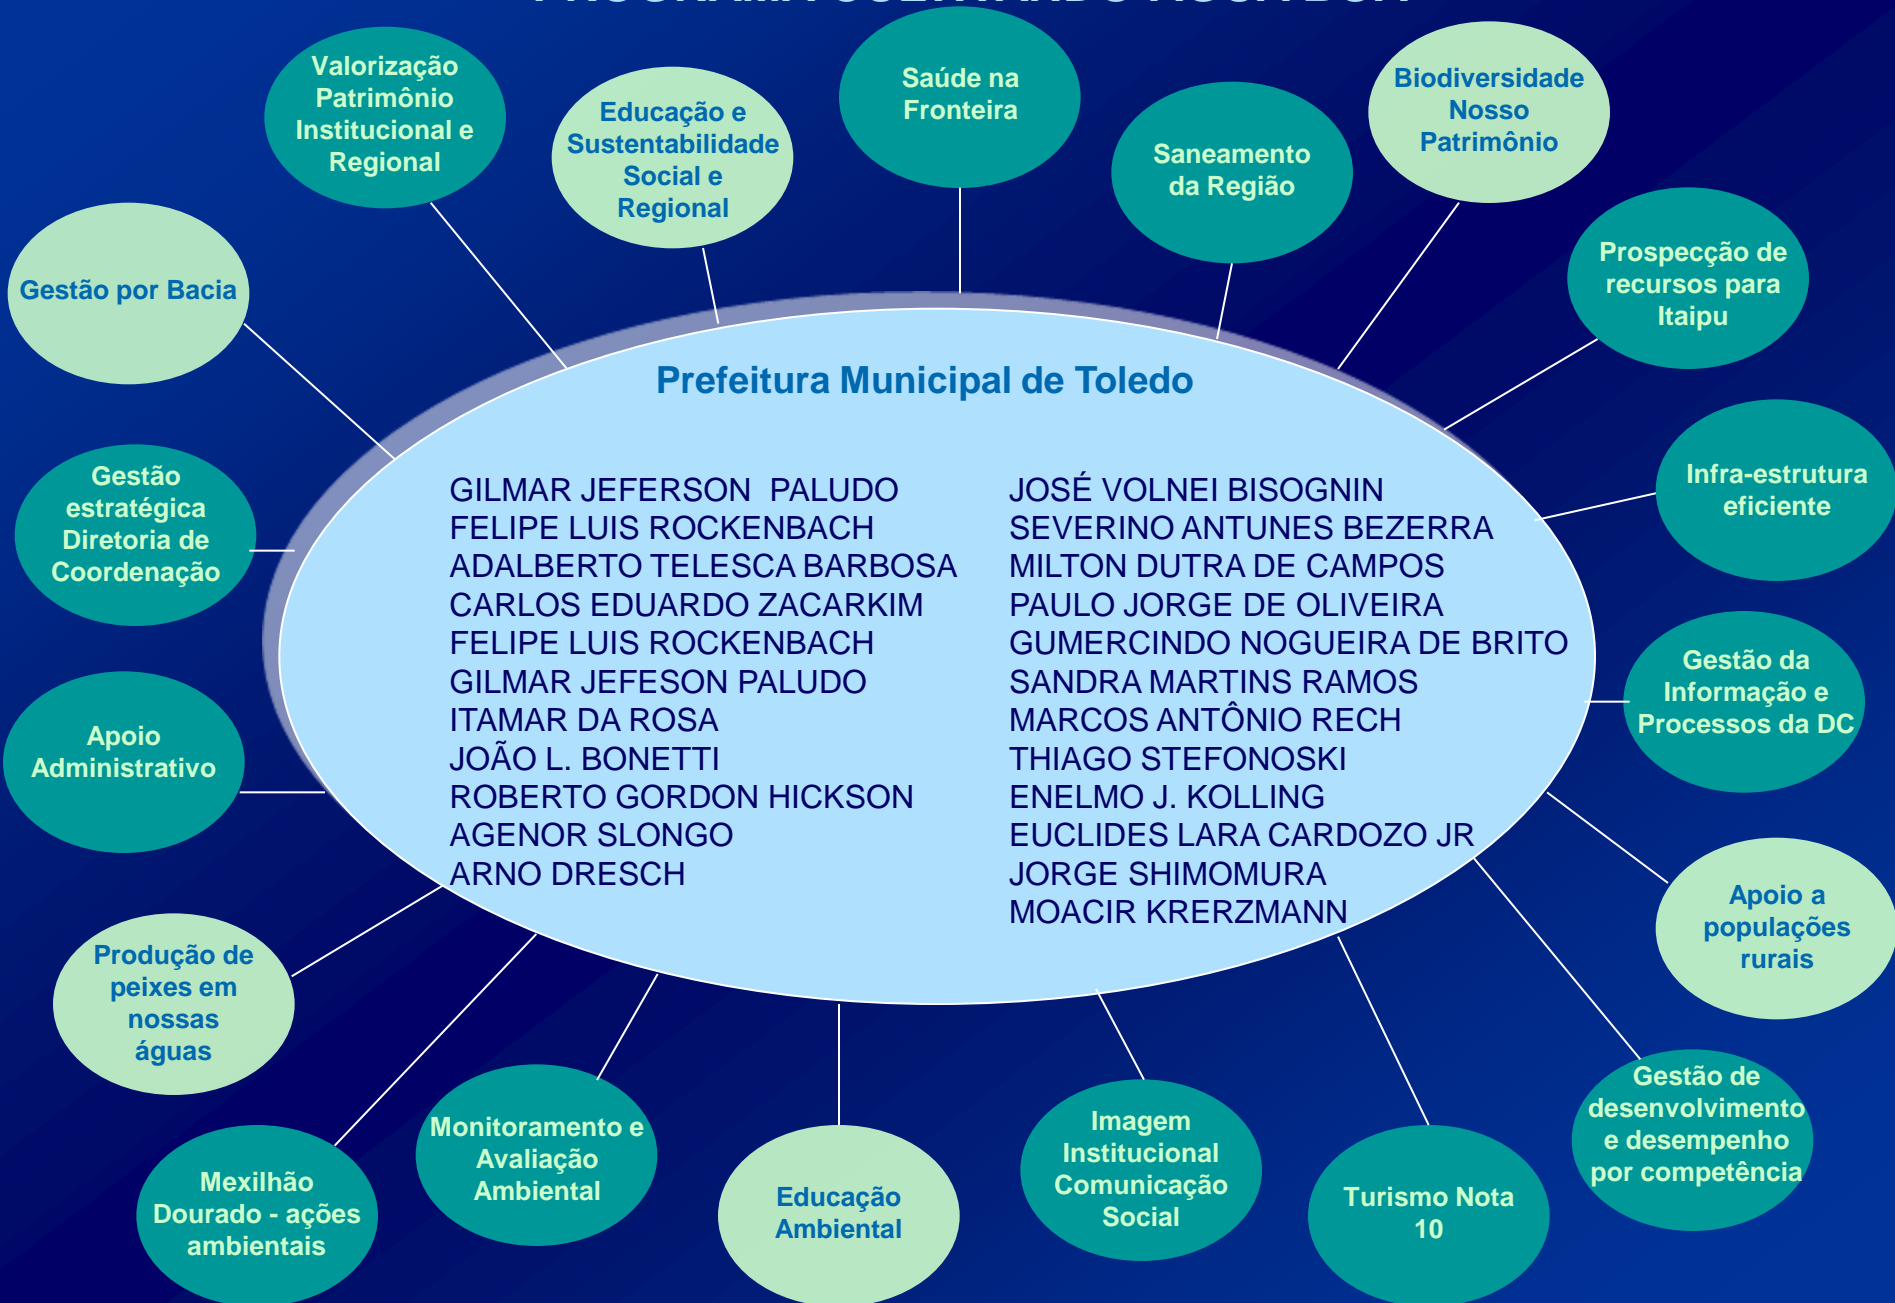 PROGRAMA CULTIVANDO ÁGUA BOA
Valorização
Patrimônio
Institucional e
Regional
Educação e
Sustentabilidade
Social e
Regional
Saúde na
Fronteira
Saneamento
da Região
Biodiversidade
Nosso
Patrimônio
Prospecção de
recursos para
Itaipu
Gestão por Bacia
Prefeitura Municipal de Toledo
Gestão
estratégica
Diretoria de
Coordenação
Infra-estrutura
eficiente
GILMAR JEFERSON  PALUDO
FELIPE LUIS ROCKENBACH
ADALBERTO TELESCA BARBOSA
CARLOS EDUARDO ZACARKIM
FELIPE LUIS ROCKENBACH
GILMAR JEFESON PALUDO
ITAMAR DA ROSA
JOÃO L. BONETTI
ROBERTO GORDON HICKSON
AGENOR SLONGO
ARNO DRESCH
JOSÉ VOLNEI BISOGNIN
SEVERINO ANTUNES BEZERRA
MILTON DUTRA DE CAMPOS
PAULO JORGE DE OLIVEIRA
GUMERCINDO NOGUEIRA DE BRITO
SANDRA MARTINS RAMOS
MARCOS ANTÔNIO RECH
THIAGO STEFONOSKI
ENELMO J. KOLLING
EUCLIDES LARA CARDOZO JR
JORGE SHIMOMURA
MOACIR KRERZMANN
Gestão da
Informação e
Processos da DC
Apoio
Administrativo
Apoio a
populações
rurais
Produção de
peixes em
nossas
águas
Mexilhão
Dourado - ações
ambientais
Monitoramento e
Avaliação
Ambiental
Educação
Ambiental
Imagem
Institucional
Comunicação
Social
Turismo Nota
10
Gestão de
desenvolvimento
e desempenho
por competência